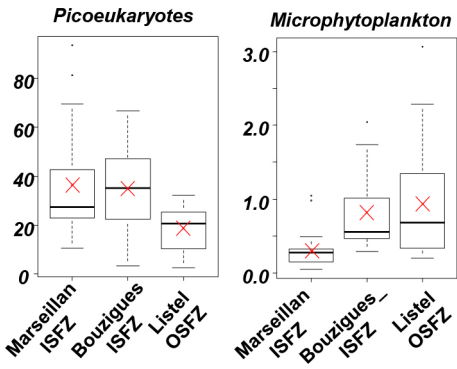 Picoeukaryotes
80
60
40
20
0
Marseillan
ISFZ
Bouzigues
ISFZ
Listel
OSFZ
Microphytoplankton
3.0
2.0
1.0
0.0
Marseillan
ISFZ
Bouzigues_
ISFZ
Listel
OSFZ